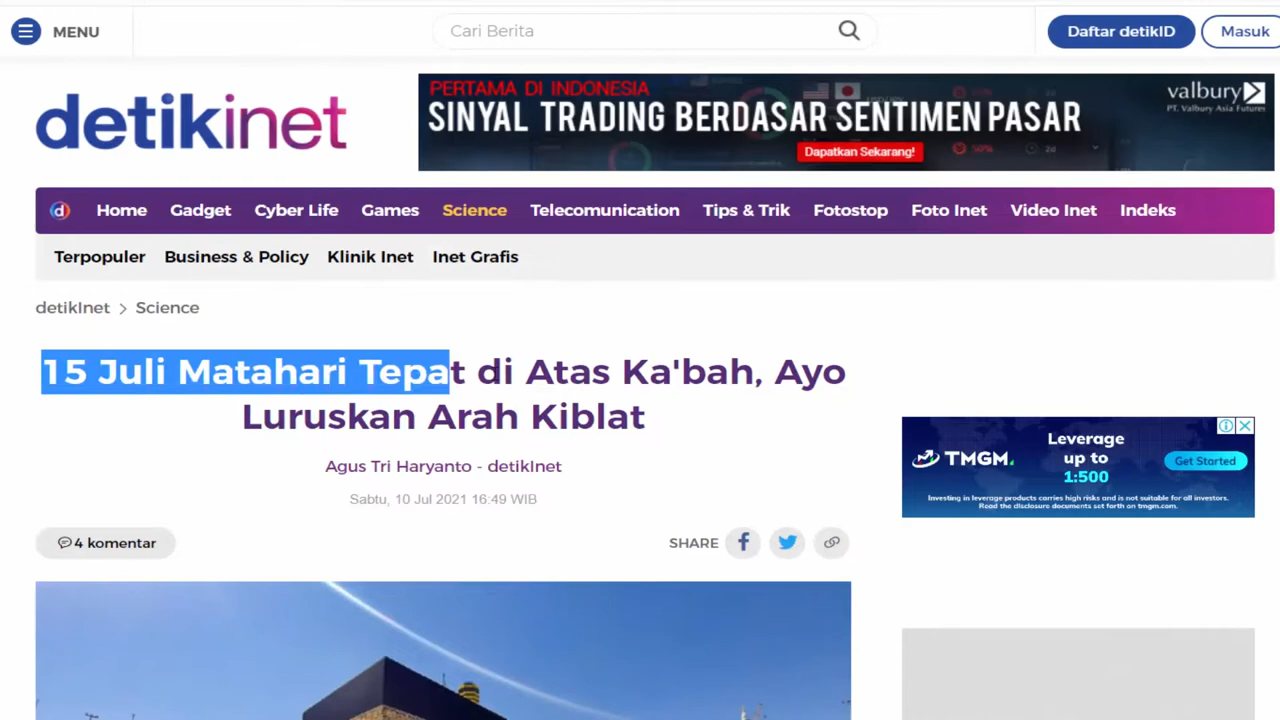 MENU
Cari Berita
Daftar detikID
Masuk
detikinet
PERTAMA DI INDONESIA
SINYAL TRADING BERDASAR SENTIMEN PASAR
Dapatkan Sekarang!
valbury
PT. Valbury Asia Futures
d Home Gadget Cyber Life Games Science Telecommunication Tips & Trik Fotostop Foto Inet Video Inet Indeks
Terpopuler Business & Policy Klinik Inet Inet Grafis
detikInet > Science
15 Juli Matahari Tepat di Atas Ka'bah, Ayo
Luruskan Arah Kiblat
Agus Tri Haryanto - detikInet
Sabtu, 10 Jul 2021 16:49 WIB
4 komentar
SHARE
TMGM.
Leverage
up to
1:500
Get Started
Investing in leverage products carries high risks and is not suitable for all investors.
Read the disclosure documents set forth on tmgm.com.